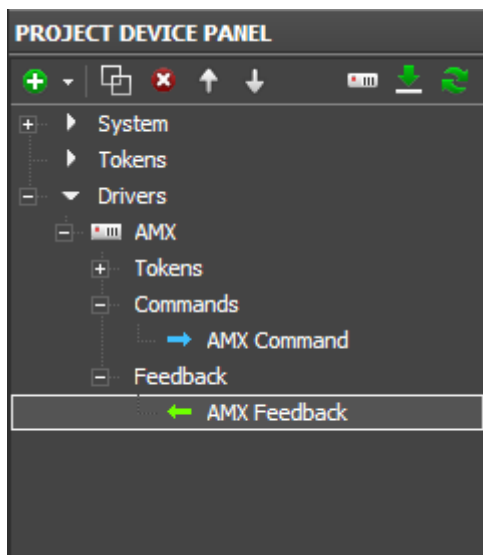 PROJECT DEVICE PANEL
System
Tokens
Drivers
AMX
Tokens
Commands
AMX Command
Feedback
AMX Feedback